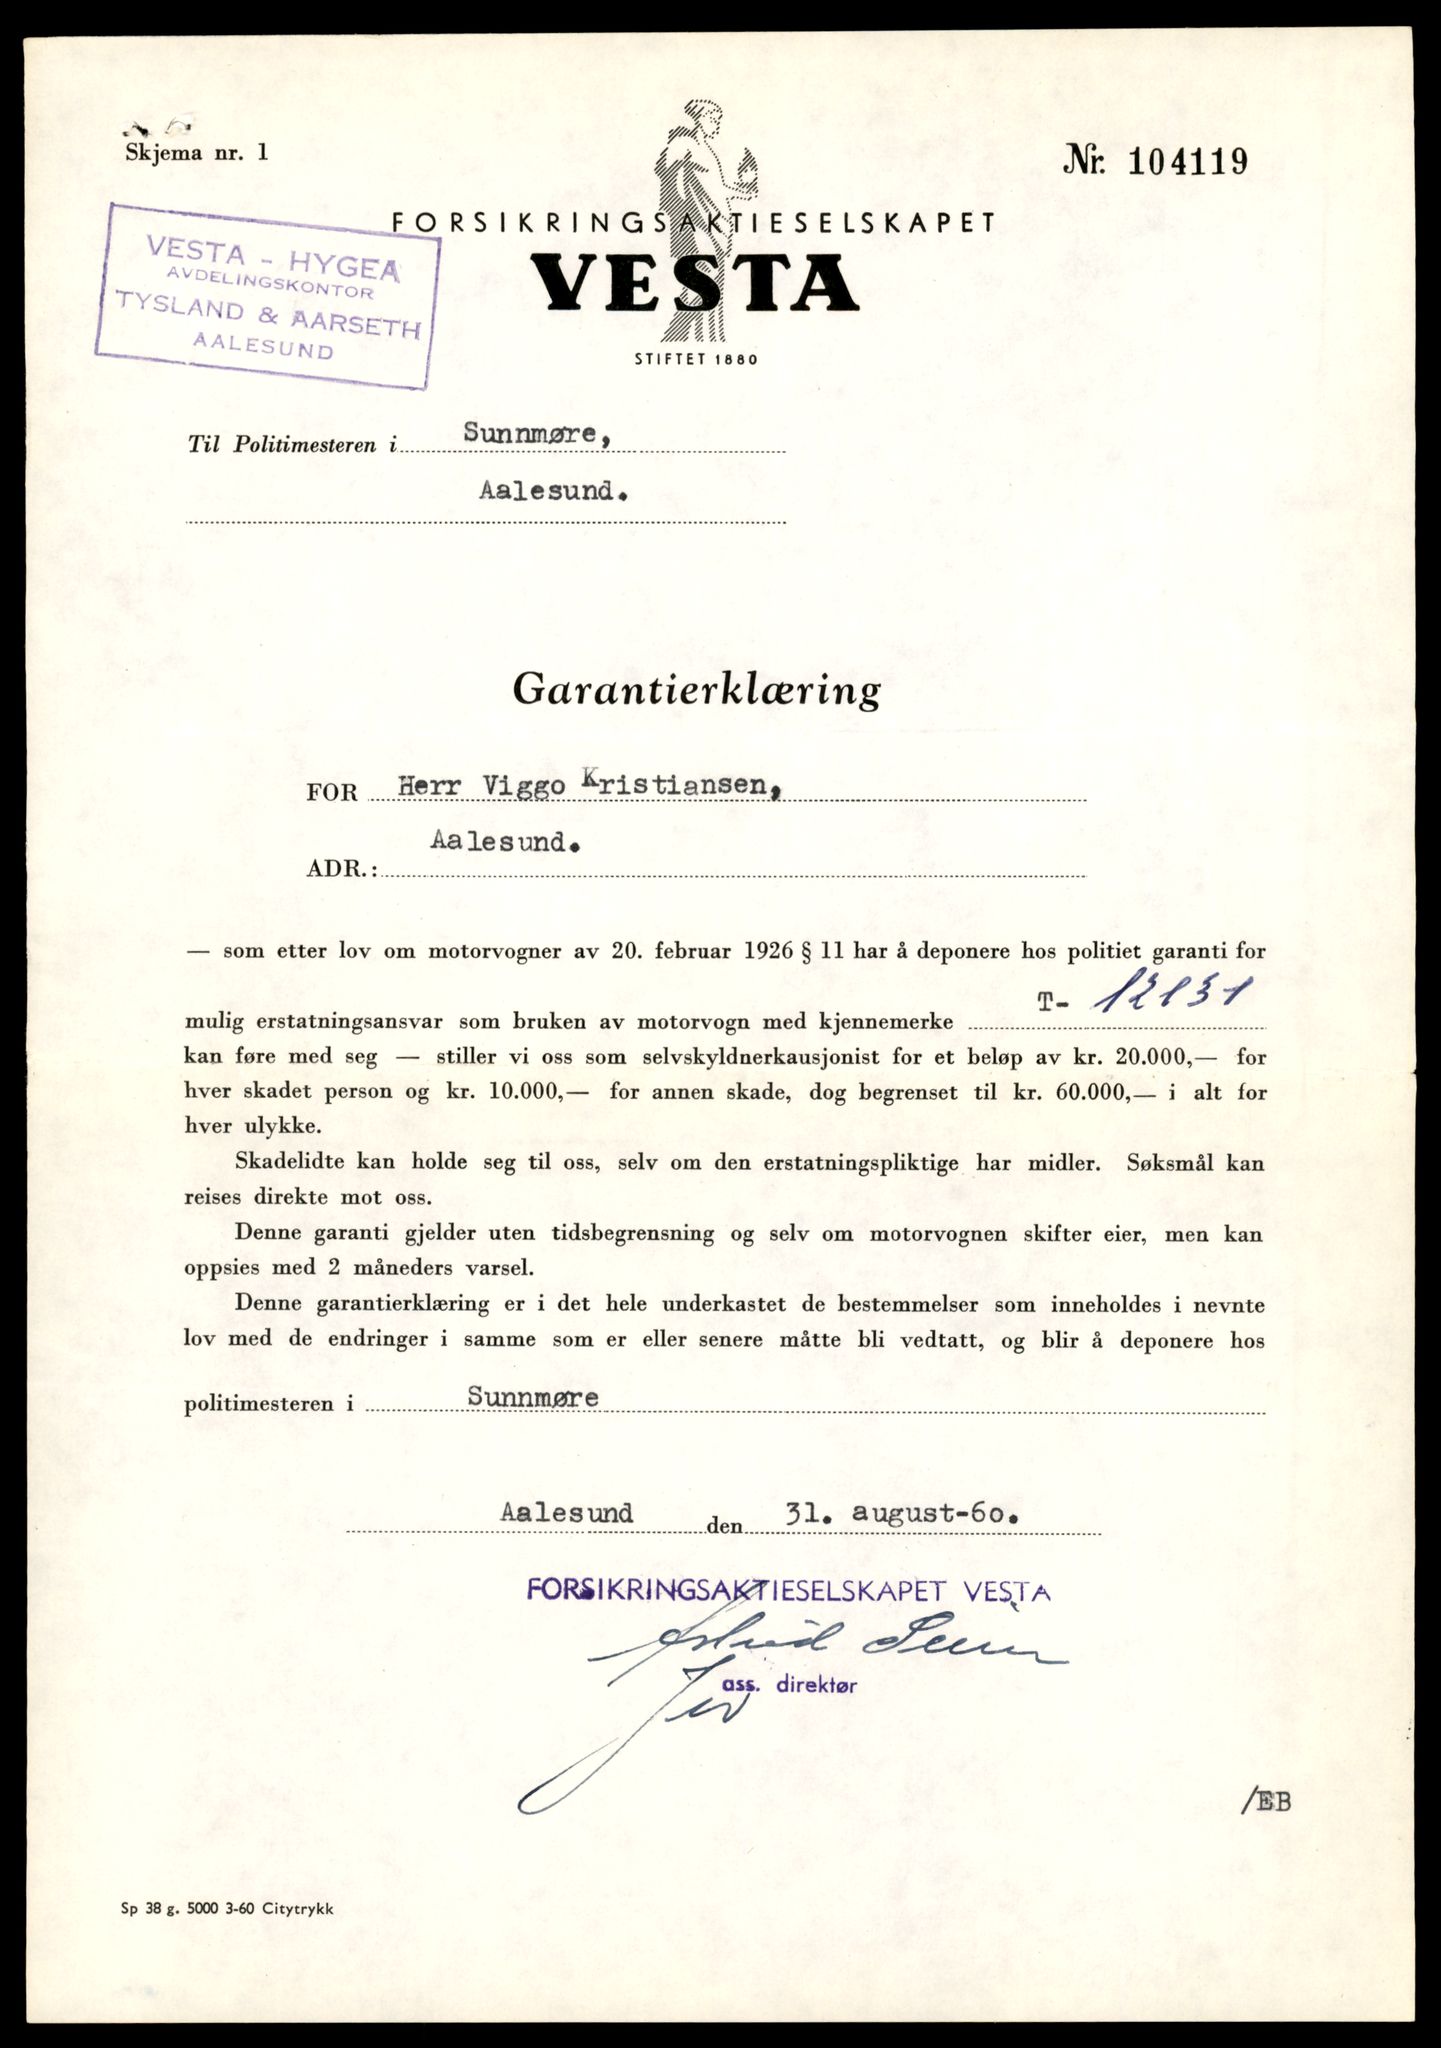 Skjema nr. 1
Nr. 104119
FORSIKRINGSAKTIESELSKAPET
VESTA
STIFTET 1880
VESTA - HYGEA
AVDELINGSKONTOR
TYSLAND & AARSETH
AALESUND
Til Politimesteren i Sunnmøre,
Aalesund.
Garantierklæring
FOR Herr Viggo Kristiansen,
Aalesund.
ADR.:
— som etter lov om motorvogner av 20. februar 1926 § 11 har å deponere hos politiet garanti for
mulig erstatningsansvar som bruken av motorvogn med kjennemerke T- 12131
kan føre med seg — stiller vi oss som selvskyldnerkausjonist for et beløp av kr. 20.000,— for
hver skadet person og kr. 10.000,— for annen skade, dog begrenset til kr. 60.000,— i alt for
hver ulykke.
Skadelidte kan holde seg til oss, selv om den erstatningspliktige har midler. Søksmål kan
reises direkte mot oss.
Denne garanti gjelder uten tidsbegrensning og selv om motorvognen skifter eier, men kan
oppsies med 2 måneders varsel.
Denne garantierklæring er i det hele underkastet de bestemmelser som inneholdes i nevnte
lov med de endringer i samme som er eller senere måtte bli vedtatt, og blir å deponere hos
politimesteren i Sunnmøre
Aalesund den 31. august-60.
FORSIKRINGSAKTIESELSKAPET VESTA
Astrid
ass. direktør
/EB
Sp 38 g. 5000 3-60 Citytrykk